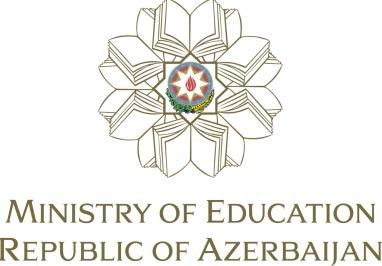 MINISTRY OF EDUCATION
REPUBLIC OF AZERBAIJAN